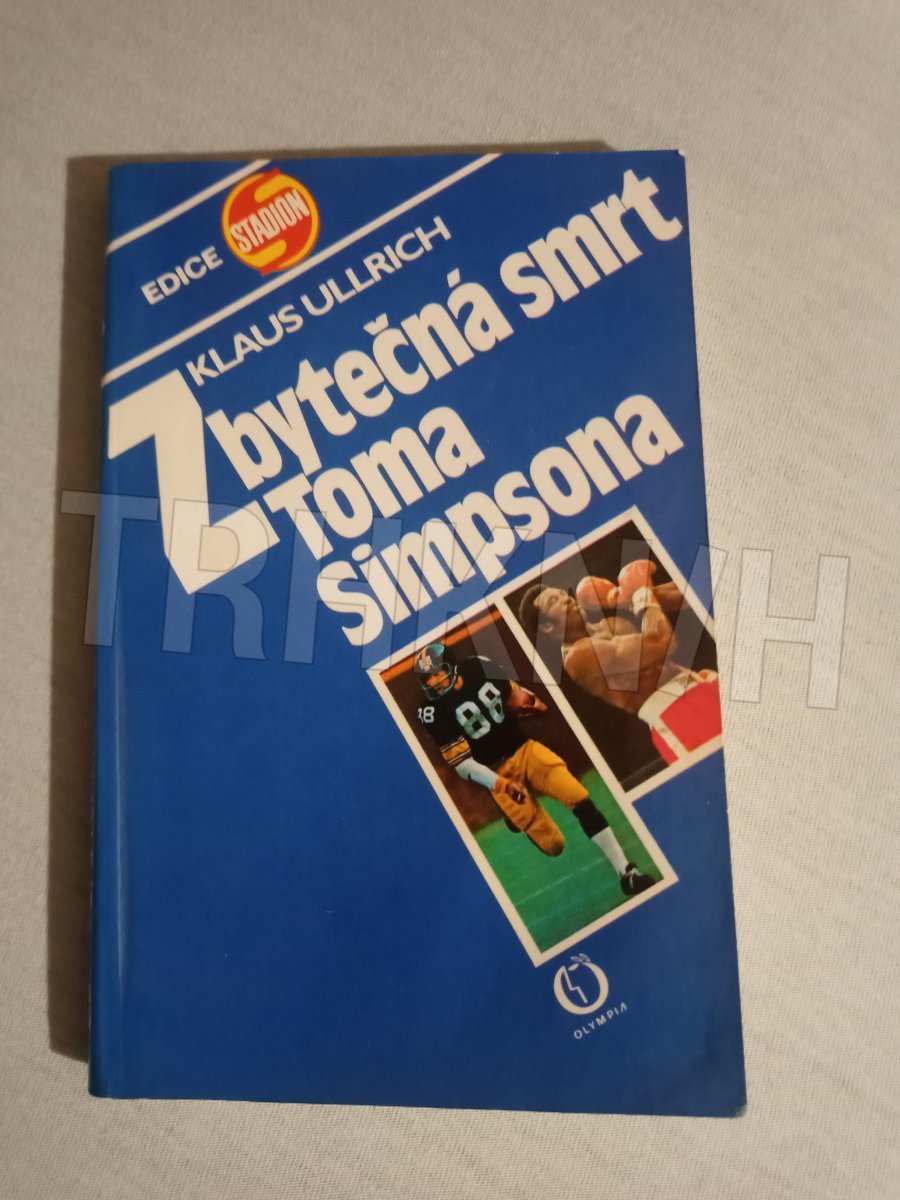 EDICE STADION
KLAUS ULLRICH
Zbytečná smrt
Toma
simpsona
88
OLYMPIA